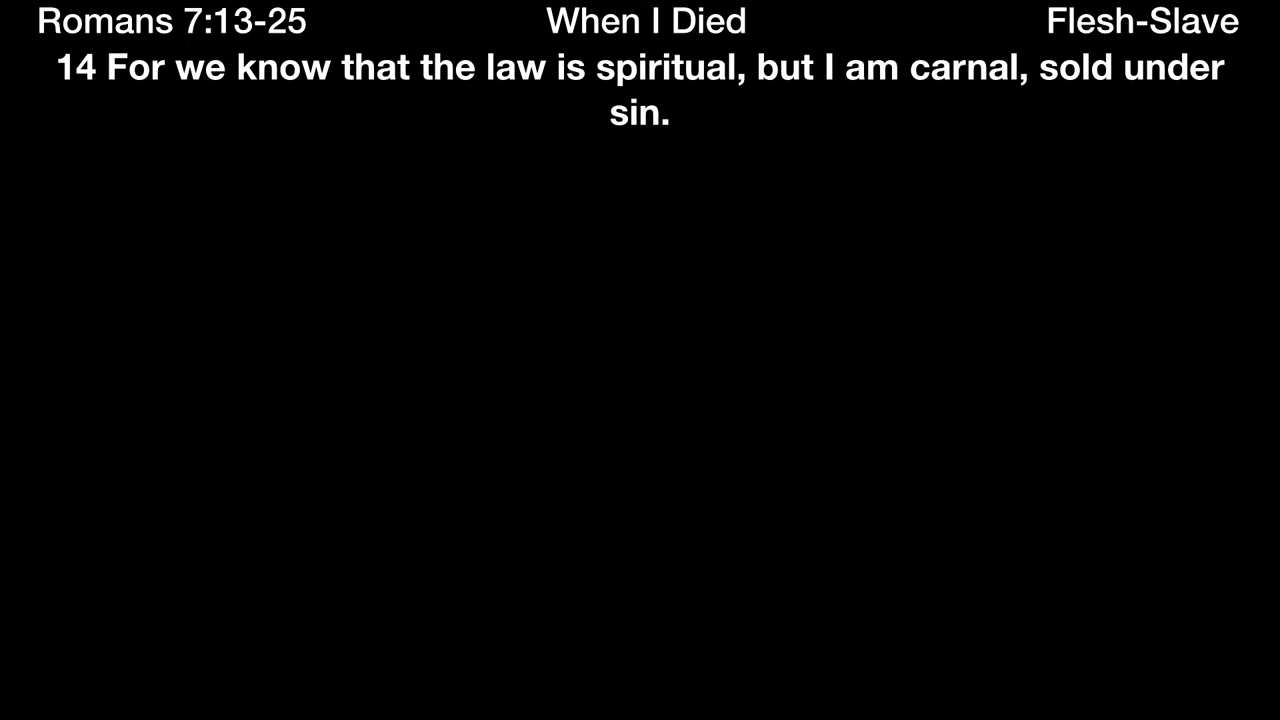 Romans 7:13-25 When I Died Flesh-Slave
14 For we know that the law is spiritual, but I am carnal, sold under
sin.